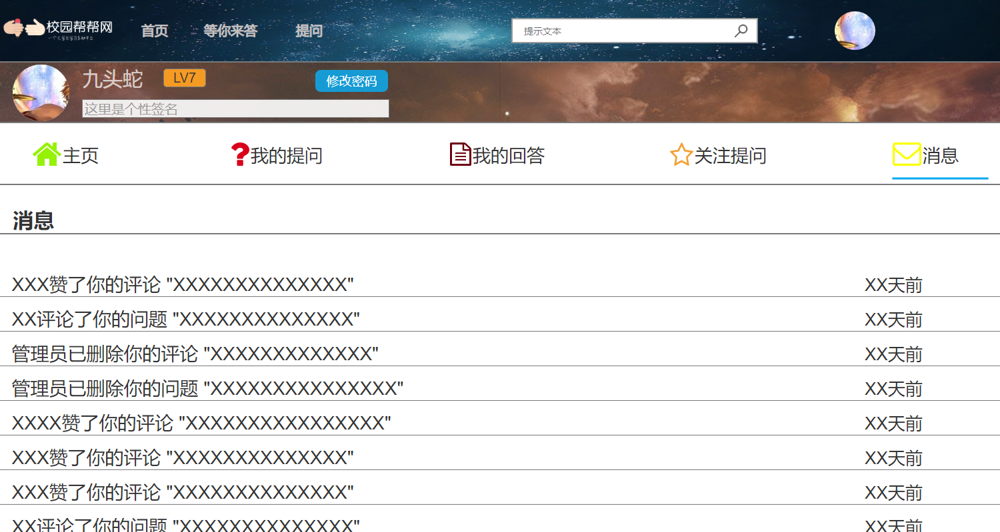 校园帮帮网 首页 等你来答 提问 提示文本
九头蛇 LV7 修改密码
这里是个性签名
主页 我的提问 我的回答 关注提问 消息
消息
XXX赞了你的评论 "XXXXXXXXXXXXXX" XX天前
XX评论了你的问题 "XXXXXXXXXXXXXX" XX天前
管理员已删除你的评论 "XXXXXXXXXXXXX" XX天前
管理员已删除你的问题 "XXXXXXXXXXXXXXX" XX天前
XXXX赞了你的评论 "XXXXXXXXXXXXXXXX" XX天前
XXX赞了你的评论 "XXXXXXXXXXXXXX" XX天前
XXX赞了你的评论 "XXXXXXXXXXXXXX" XX天前
XX评论了你的问题 "XXXXXXXXXXXXXX" XX天前